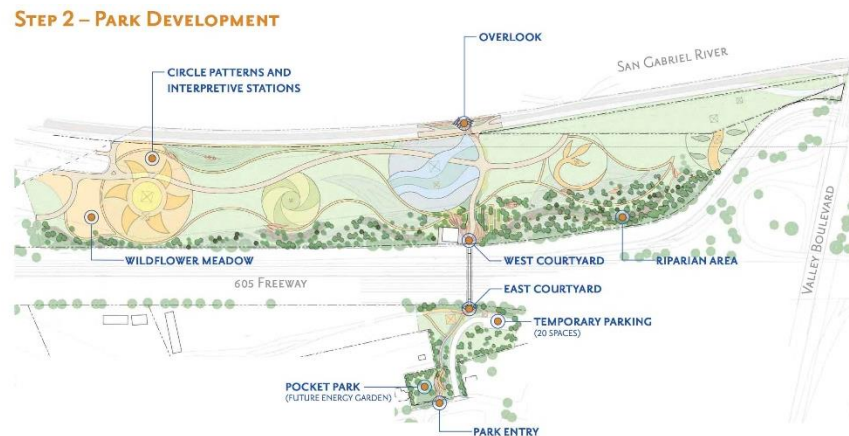 STEP 2 – PARK DEVELOPMENT
OVERLOOK
SAN GABRIEL RIVER
CIRCLE PATTERNS AND
INTERPRETIVE STATIONS
WILDFLOWER MEADOW
WEST COURTYARD
RIPARIAN AREA
VALLEY BOULEVARD
605 FREEWAY
EAST COURTYARD
TEMPORARY PARKING
(20 SPACES)
POCKET PARK
(FUTURE ENERGY GARDEN)
PARK ENTRY